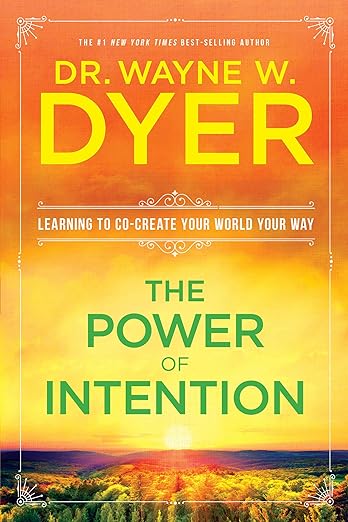 THE #1 NEW YORK TIMES BEST-SELLING AUTHOR
DR. WAYNE W.
DYER
LEARNING TO CO-CREATE YOUR WORLD YOUR WAY
THE
POWER
OF
INTENTION